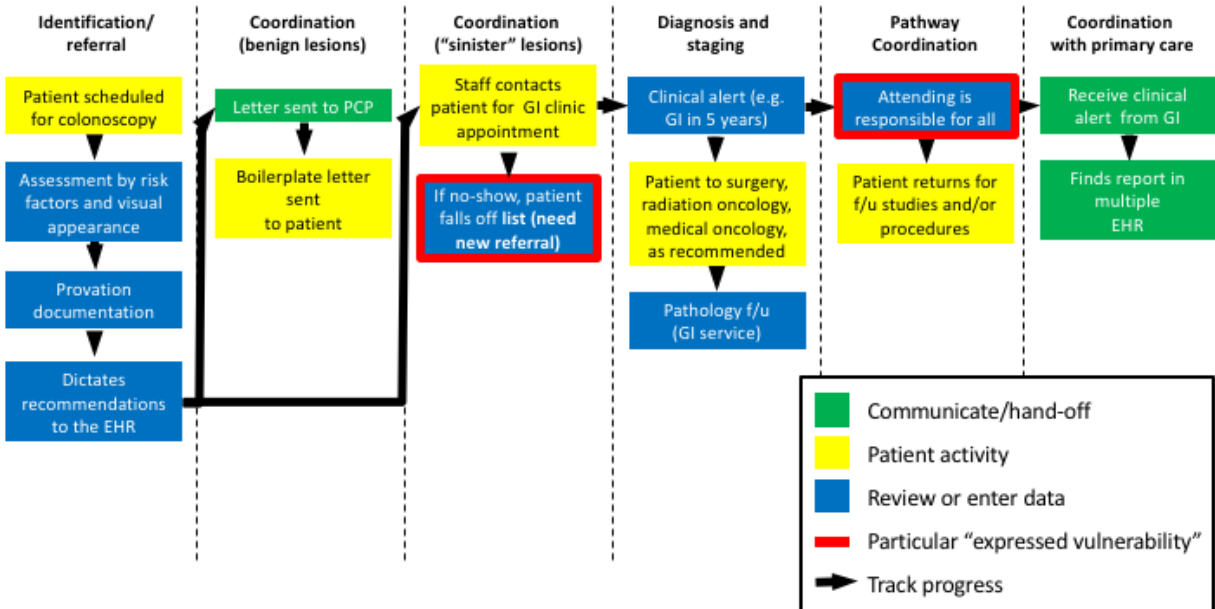 Identification/
referral
Patient scheduled
for colonoscopy
Assessment by risk
factors and visual
appearance
Provation
documentation
Dictates
recommendations
to the EHR
Coordination
(benign lesions)
Letter sent to PCP
Boilerplate letter
sent
to patient
Coordination
(“sinister” lesions)
Staff contacts
patient for GI clinic
appointment
If no-show, patient
falls off list (need
new referral)
Diagnosis and
staging
Clinical alert (e.g.
GI in 5 years)
Patient to surgery,
radiation oncology,
medical oncology,
as recommended
Pathology f/u
(GI service)
Pathway
Coordination
Attending is
responsible for all
Patient returns for
f/u studies and/or
procedures
Coordination
with primary care
Receive clinical
alert from GI
Finds report in
multiple
EHR
Communicate/hand-off
Patient activity
Review or enter data
Particular “expressed vulnerability”
Track progress